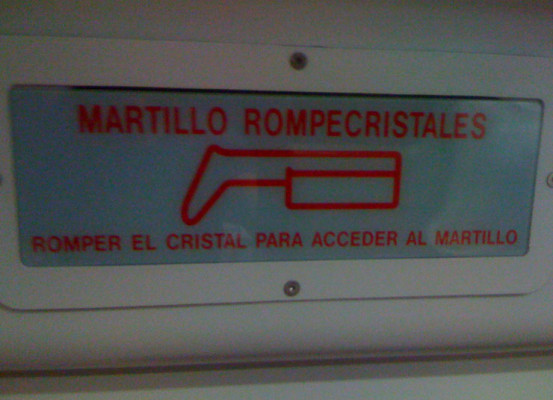 MARTILLO ROMPECRISTALES
ROMPER EL CRISTAL PARA ACCEDER AL MARTILLO